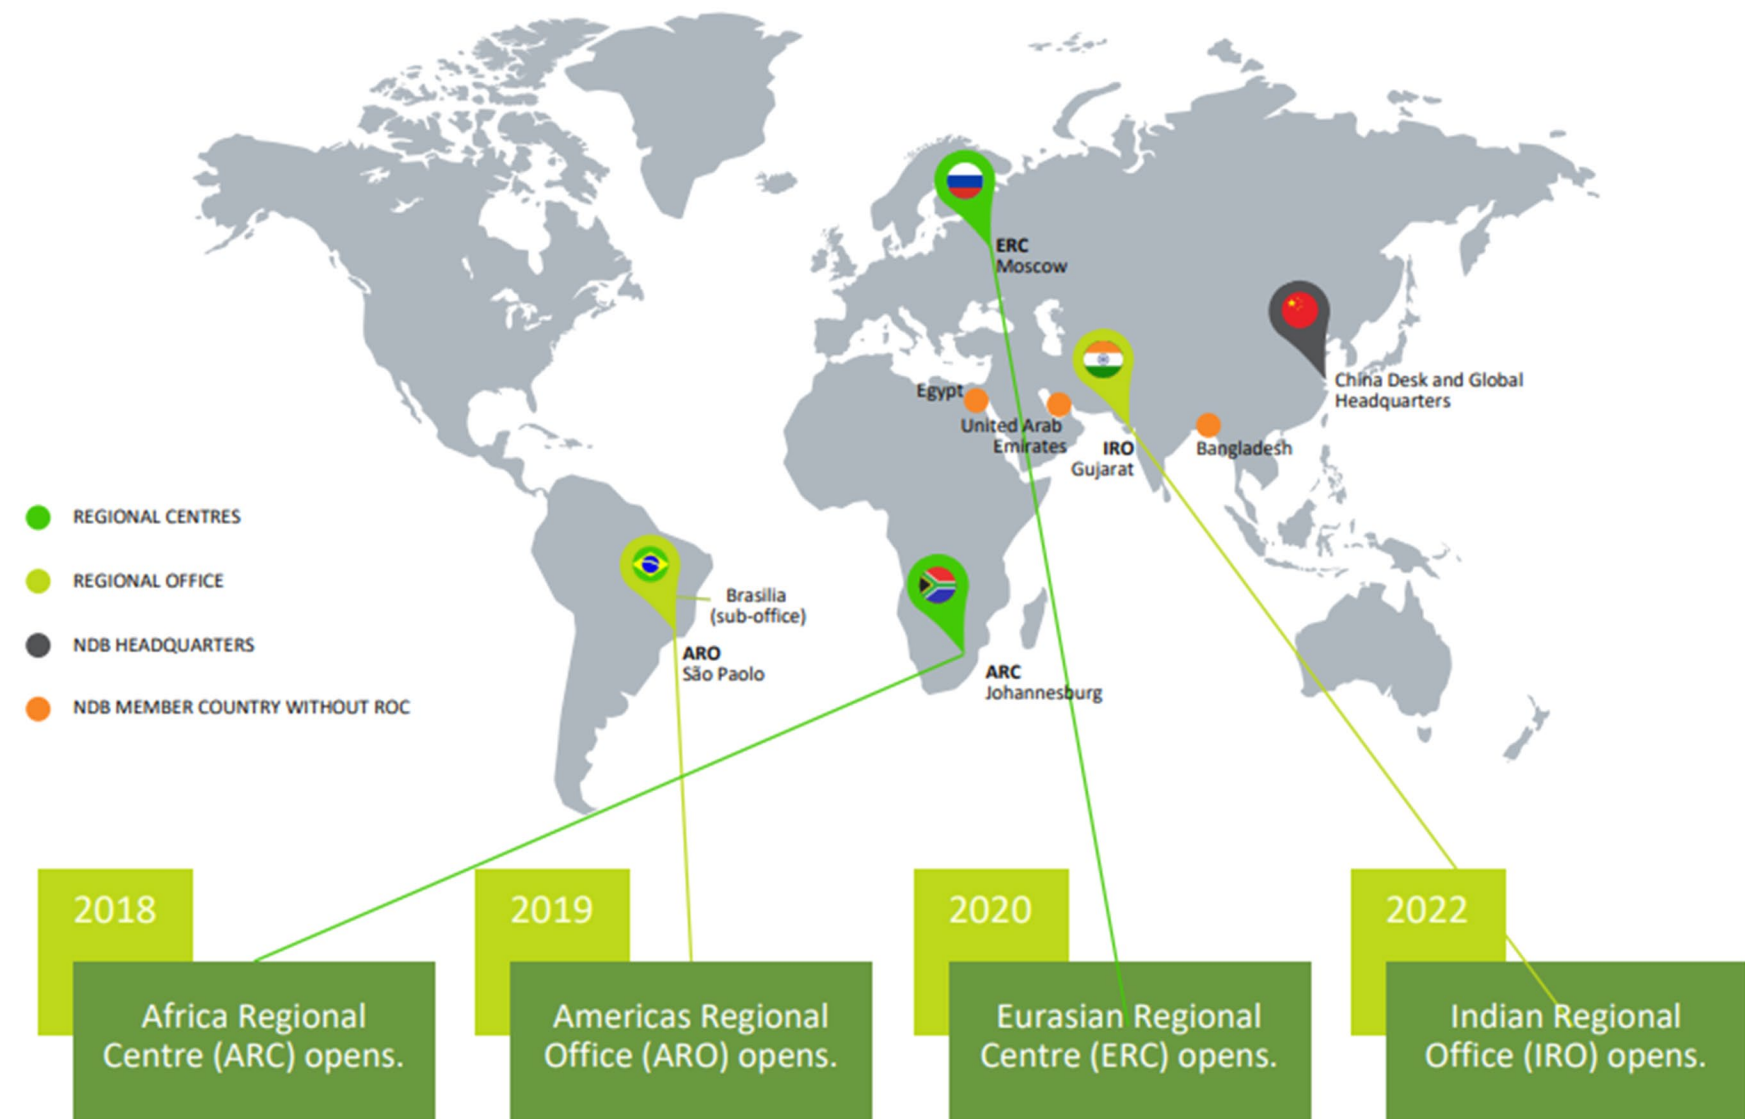 ERC
Moscow
China Desk and Global
Headquarters
Egypt
United Arab
Emirates
IRO
Gujarat
Bangladesh
REGIONAL CENTRES
REGIONAL OFFICE
NDB HEADQUARTERS
NDB MEMBER COUNTRY WITHOUT ROC
Brasilia
(sub-office)
ARO
São Paolo
ARC
Johannesburg
2018
Africa Regional
Centre (ARC) opens.
2019
Americas Regional
Office (ARO) opens.
2020
Eurasian Regional
Centre (ERC) opens.
2022
Indian Regional
Office (IRO) opens.